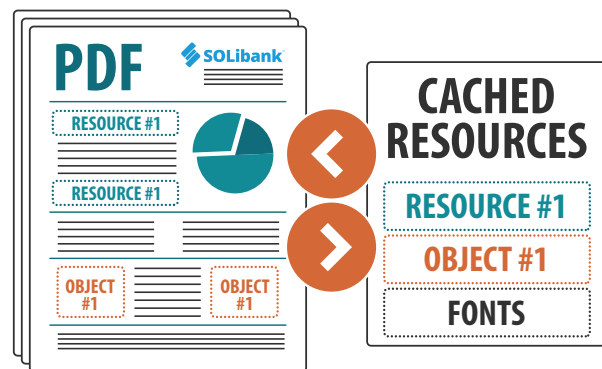 PDF
SOLibank
RESOURCE #1
RESOURCE #1
OBJECT
#1
OBJECT
#1
CACHED
RESOURCES
RESOURCE #1
OBJECT #1
FONTS